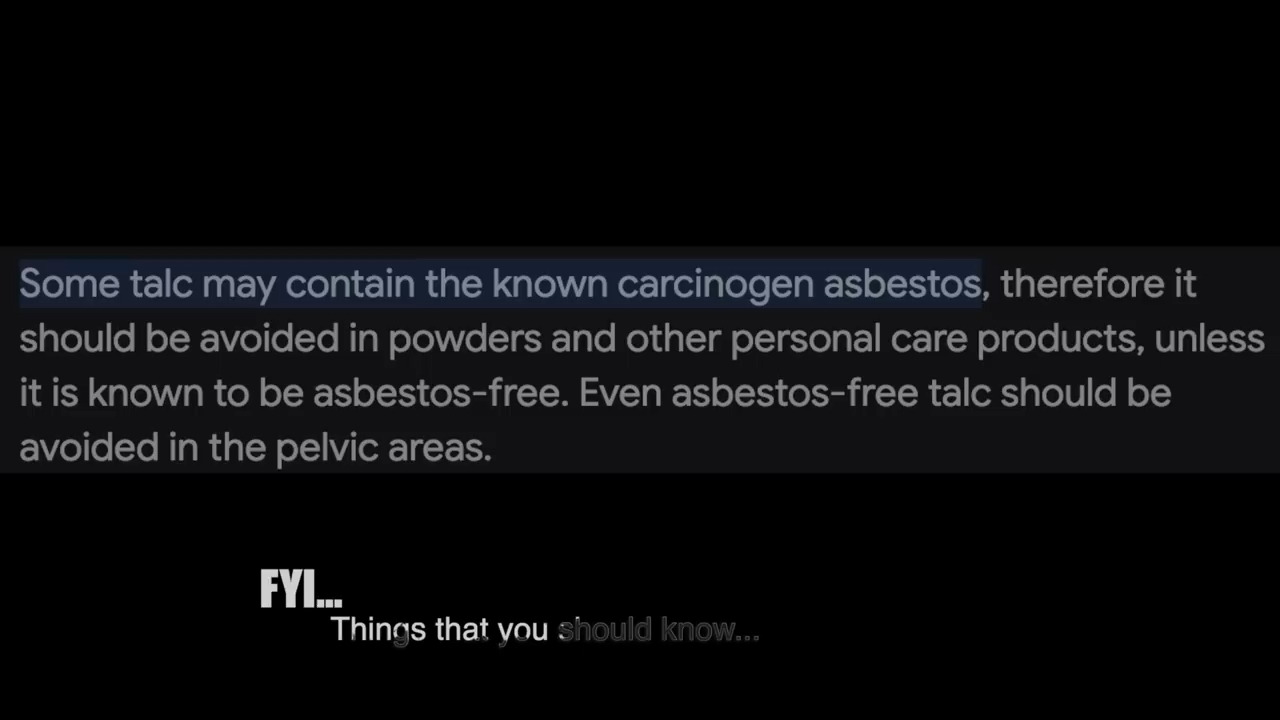 Some talc may contain the known carcinogen asbestos, therefore it
should be avoided in powders and other personal care products, unless
it is known to be asbestos-free. Even asbestos-free talc should be
avoided in the pelvic areas.
FYI...
Things that you should know...